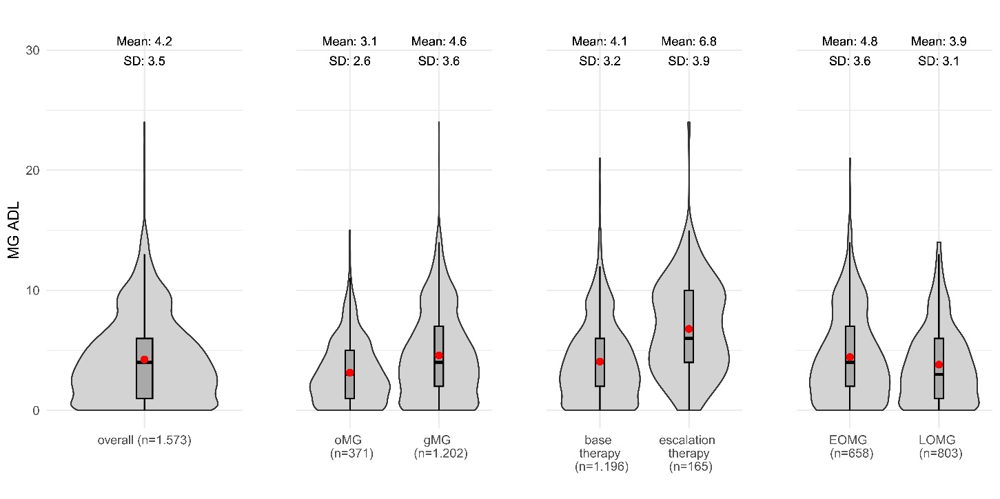 Mean: 4.2
SD: 3.5
Mean: 3.1
SD: 2.6
Mean: 4.6
SD: 3.6
Mean: 4.1
SD: 3.2
Mean: 6.8
SD: 3.9
Mean: 4.8
SD: 3.6
Mean: 3.9
SD: 3.1
MG ADL
30
20
10
0
overall (n=1.573)
oMG
(n=371)
gMG
(n=1.202)
base
therapy
(n=1.196)
escalation
therapy
(n=165)
EOMG
(n=658)
LOMG
(n=803)